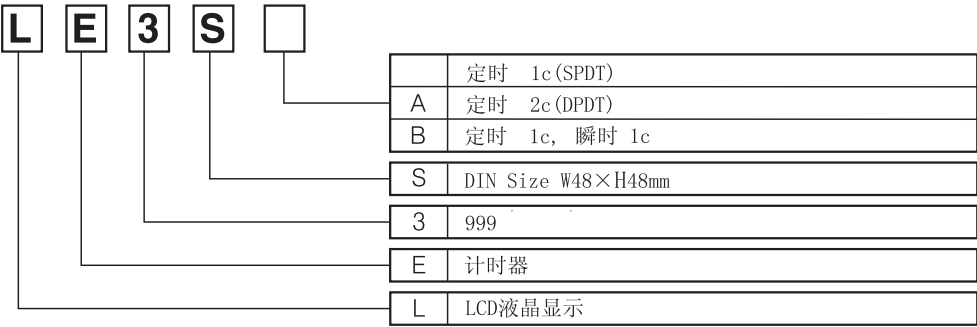 L E 3 S
定时 1c(SPDT)
A 定时 2c(DPDT)
B 定时 1c, 瞬时 1c
S DIN Size W48×H48mm
3 999
E 计时器
L LCD液晶显示